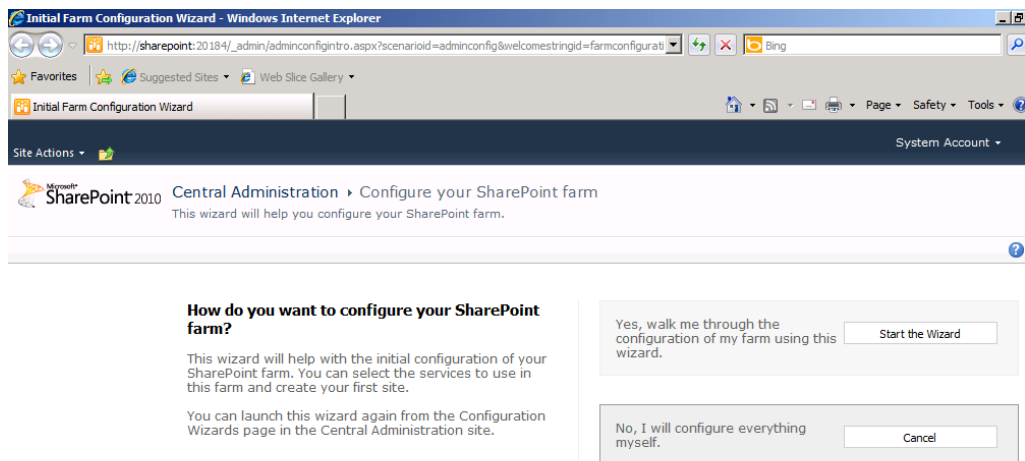 Initial Farm Configuration Wizard - Windows Internet Explorer
http://sharepoint:20184/_admin/adminconfigintro.aspx?scenarioid=adminconfig&welcomestringid=farmconfigurati
Bing
Favorites Suggested Sites Web Slice Gallery
Initial Farm Configuration Wizard Page Safety Tools
Site Actions System Account
Microsoft
SharePoint 2010 Central Administration Configure your SharePoint farm
This wizard will help you configure your SharePoint farm.
How do you want to configure your SharePoint
farm?
This wizard will help with the initial configuration of your
SharePoint farm. You can select the services to use in
this farm and create your first site.
You can launch this wizard again from the Configuration
Wizards page in the Central Administration site.
Yes, walk me through the
configuration of my farm using this
wizard.
Start the Wizard
No, I will configure everything
myself.
Cancel